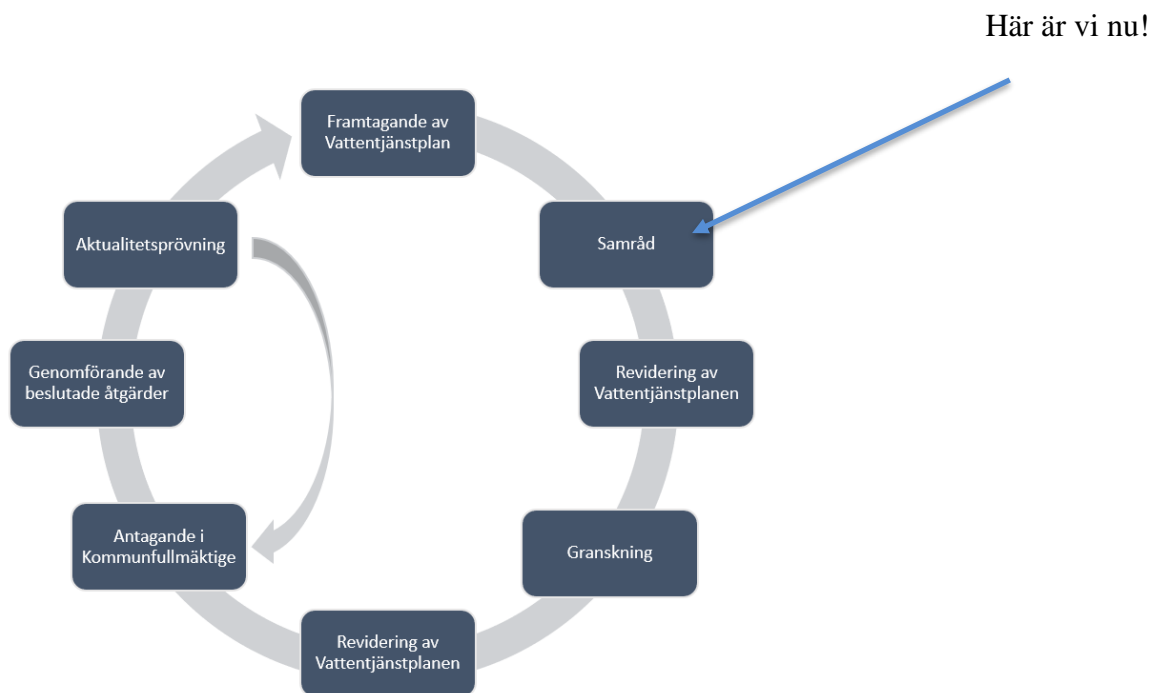 Här är vi nu!
Framtagande av
Vattentjänstplan
Samråd
Revidering av
Vattentjänstplanen
Granskning
Revidering av
Vattentjänstplanen
Antagande i
Kommunfullmäktige
Genomförande av
beslutade åtgärder
Aktualitetsprövning